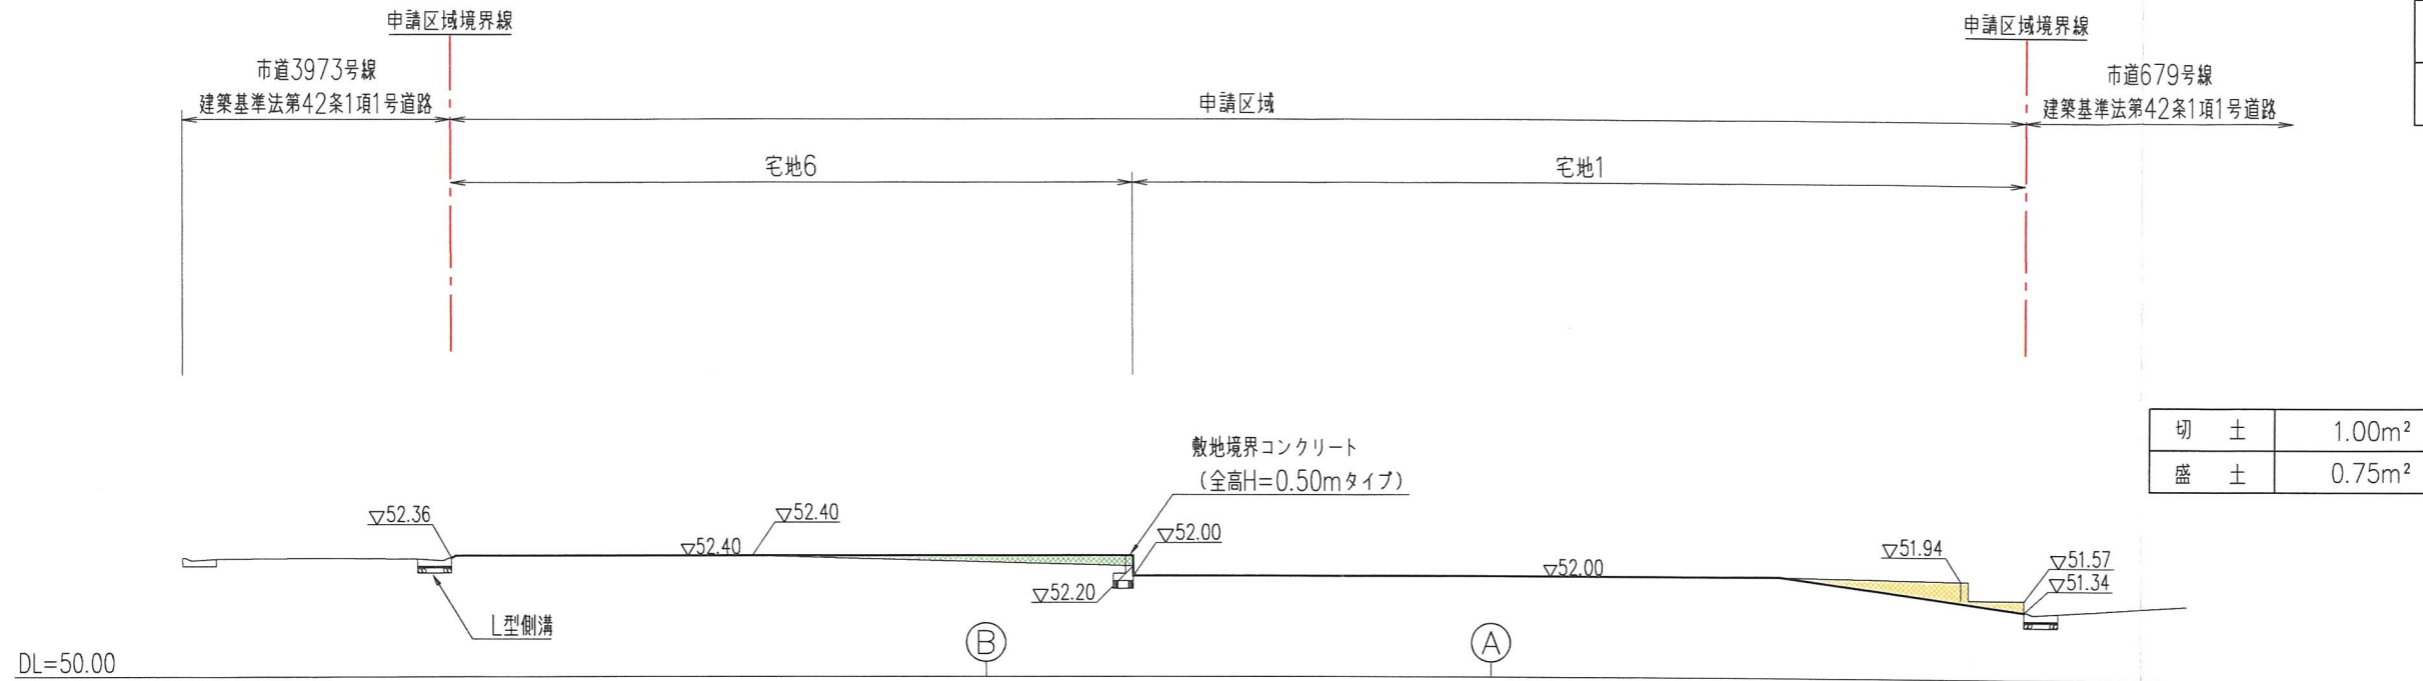 申請区域境界線
申請区域境界線
市道3973号線
建築基準法第42条1項1号道路
申請区域
市道679号線
建築基準法第42条1項1号道路
宅地6
宅地1
敷地境界コンクリート
(全高H=0.50mタイプ)
切 土 1.00m²
盛 土 0.75m²
▽52.36
▽52.40
▽52.40
▽52.00
▽52.20
▽52.00
▽51.94
▽51.57
▽51.34
L型側溝
B
A
DL=50.00